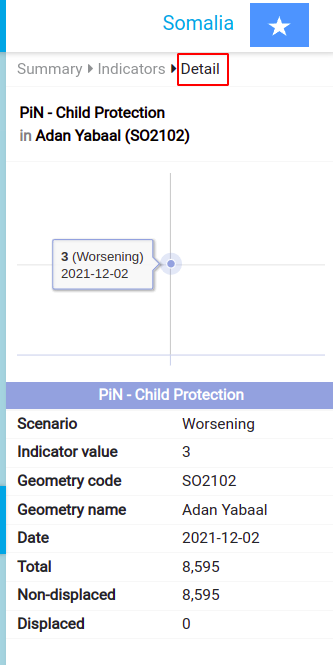 Somalia
Summary Indicators Detail
PiN - Child Protection
in Adan Yabaal (SO2102)
3 (Worsening)
2021-12-02
PiN - Child Protection
Scenario Worsening
Indicator value 3
Geometry code SO2102
Geometry name Adan Yabaal
Date 2021-12-02
Total 8,595
Non-displaced 8,595
Displaced 0